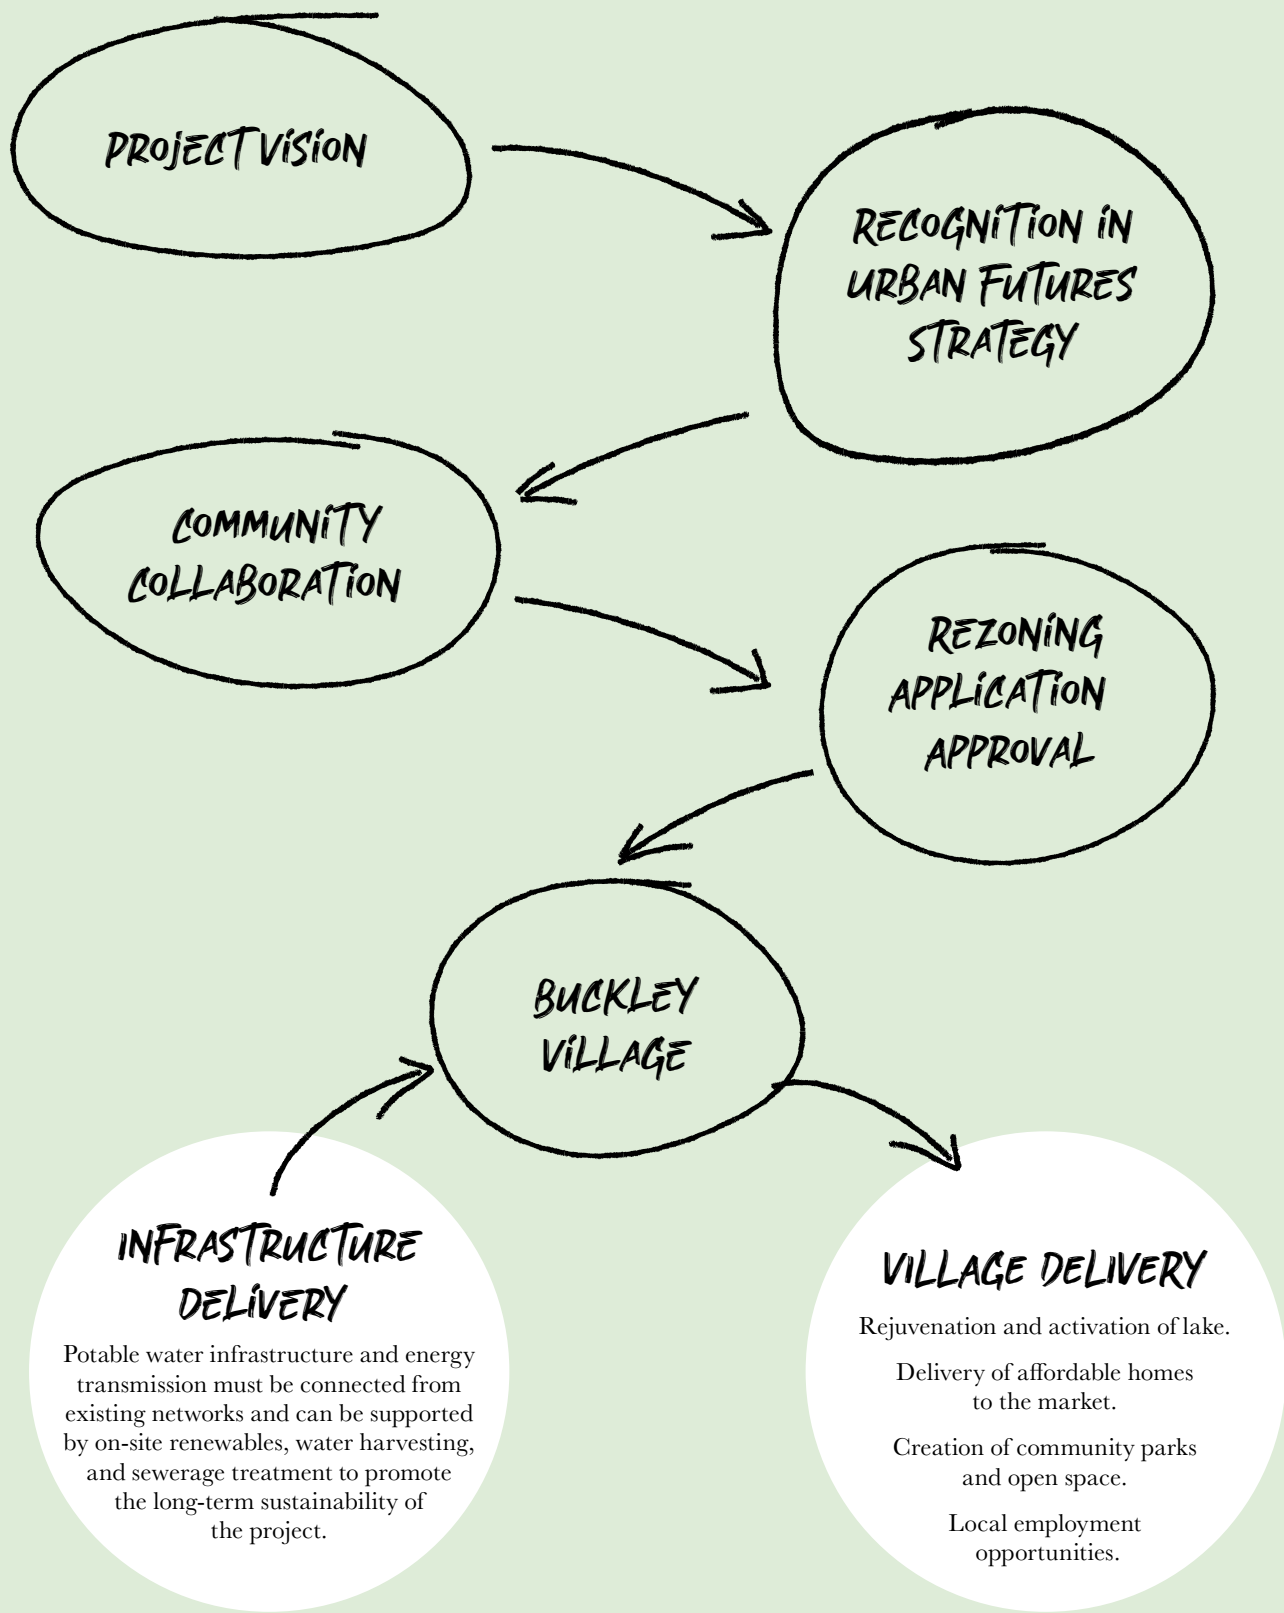 PROJECT VISION
RECOGNITION IN
URBAN FUTURES
STRATEGY
COMMUNITY
COLLABORATION
REZONING
APPLICATION
APPROVAL
BUCKLEY
VILLAGE
INFRASTRUCTURE
DELIVERY
Potable water infrastructure and energy
transmission must be connected from
existing networks and can be supported
by on-site renewables, water harvesting,
and sewerage treatment to promote
the long-term sustainability of
the project.
VILLAGE DELIVERY
Rejuvenation and activation of lake.
Delivery of affordable homes
to the market.
Creation of community parks
and open space.
Local employment
opportunities.